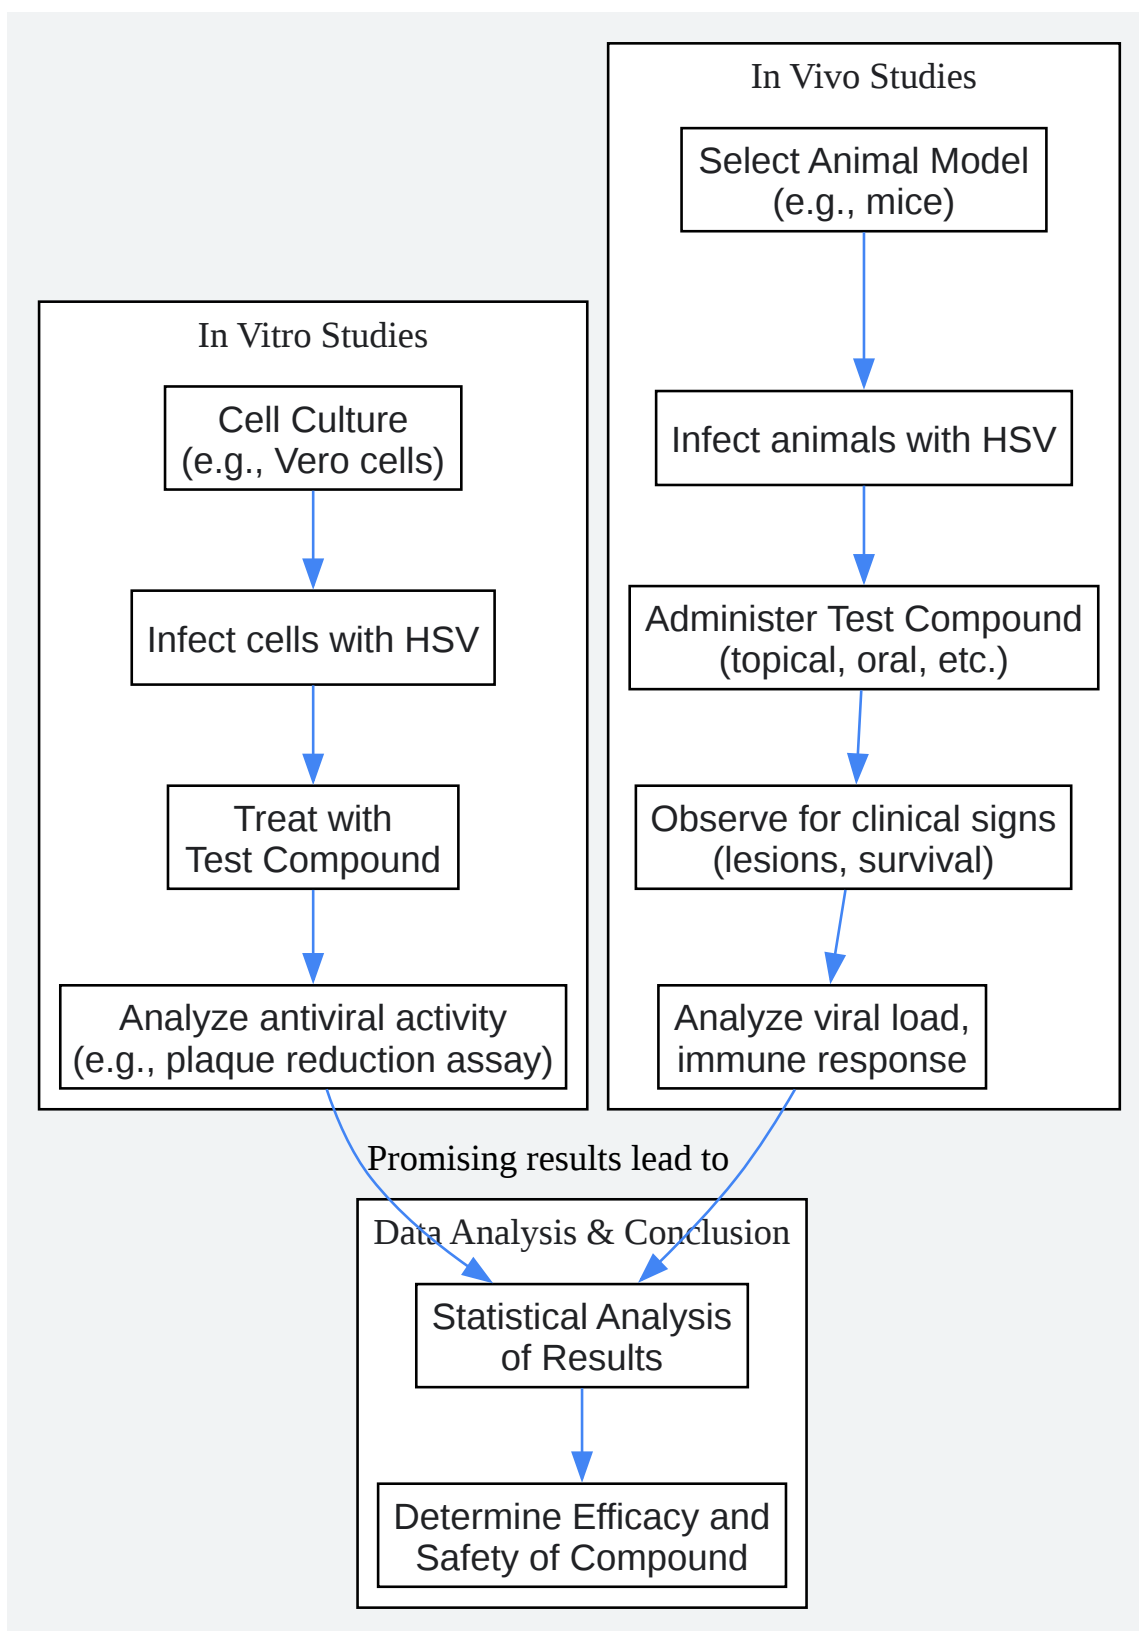 In Vivo Studies
Select Animal Model
(e.g., mice)
Infect animals with HSV
Administer Test Compound
(topical, oral, etc.)
Observe for clinical signs
(lesions, survival)
Analyze viral load,
immune response
In Vitro Studies
Cell Culture
(e.g., Vero cells)
Infect cells with HSV
Treat with
Test Compound
Analyze antiviral activity
(e.g., plaque reduction assay)
Promising results lead to
Data Analysis & Conclusion
Statistical Analysis
of Results
Determine Efficacy and
Safety of Compound